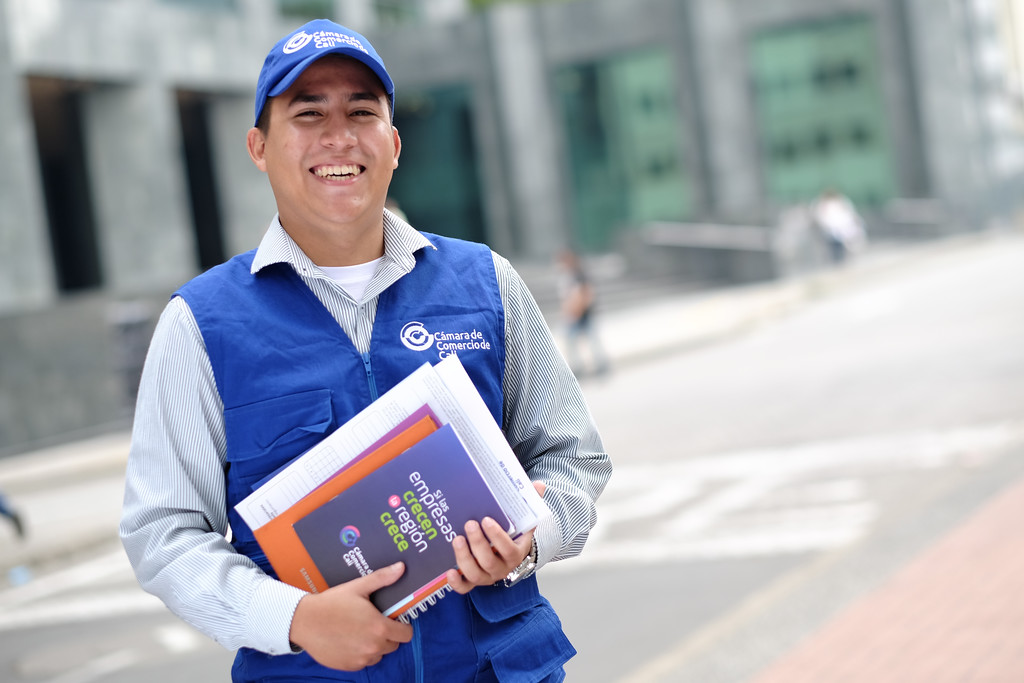 Cámara de
Comercio de
Cali
Cámara de
Comercio de
Cali
si las
empresas
crecen
la región
crece
Cámara de
Comercio de
Cali